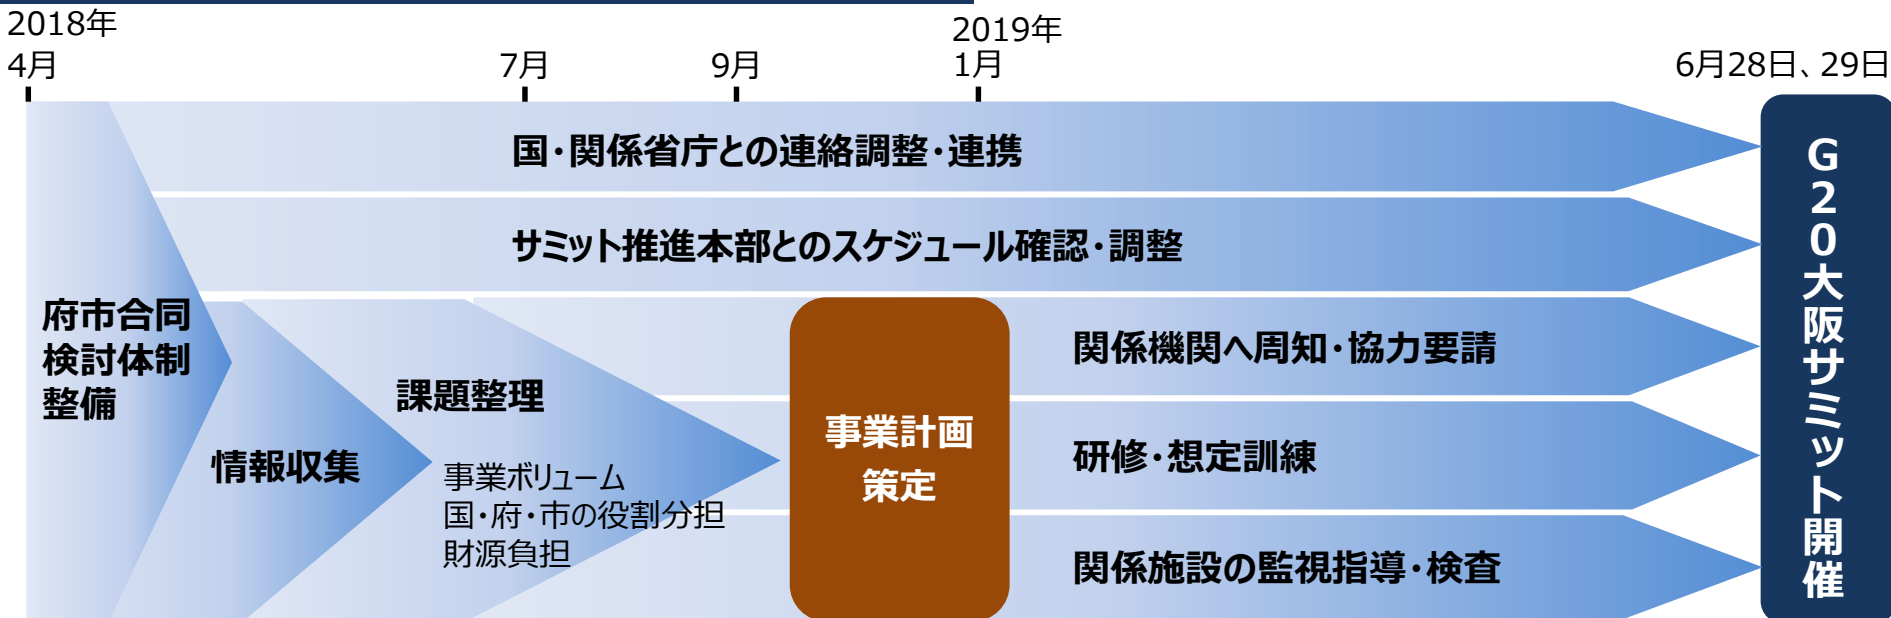 2018年
4月
7月
9月
2019年
1月
6月28日、29日
国・関係省庁との連絡調整・連携
サミット推進本部とのスケジュール確認・調整
府市合同
検討体制
整備
情報収集
課題整理
事業ボリューム
国・府・市の役割分担
財源負担
事業計画
策定
関係機関へ周知・協力要請
研修・想定訓練
関係施設の監視指導・検査
G20大阪サミット開催